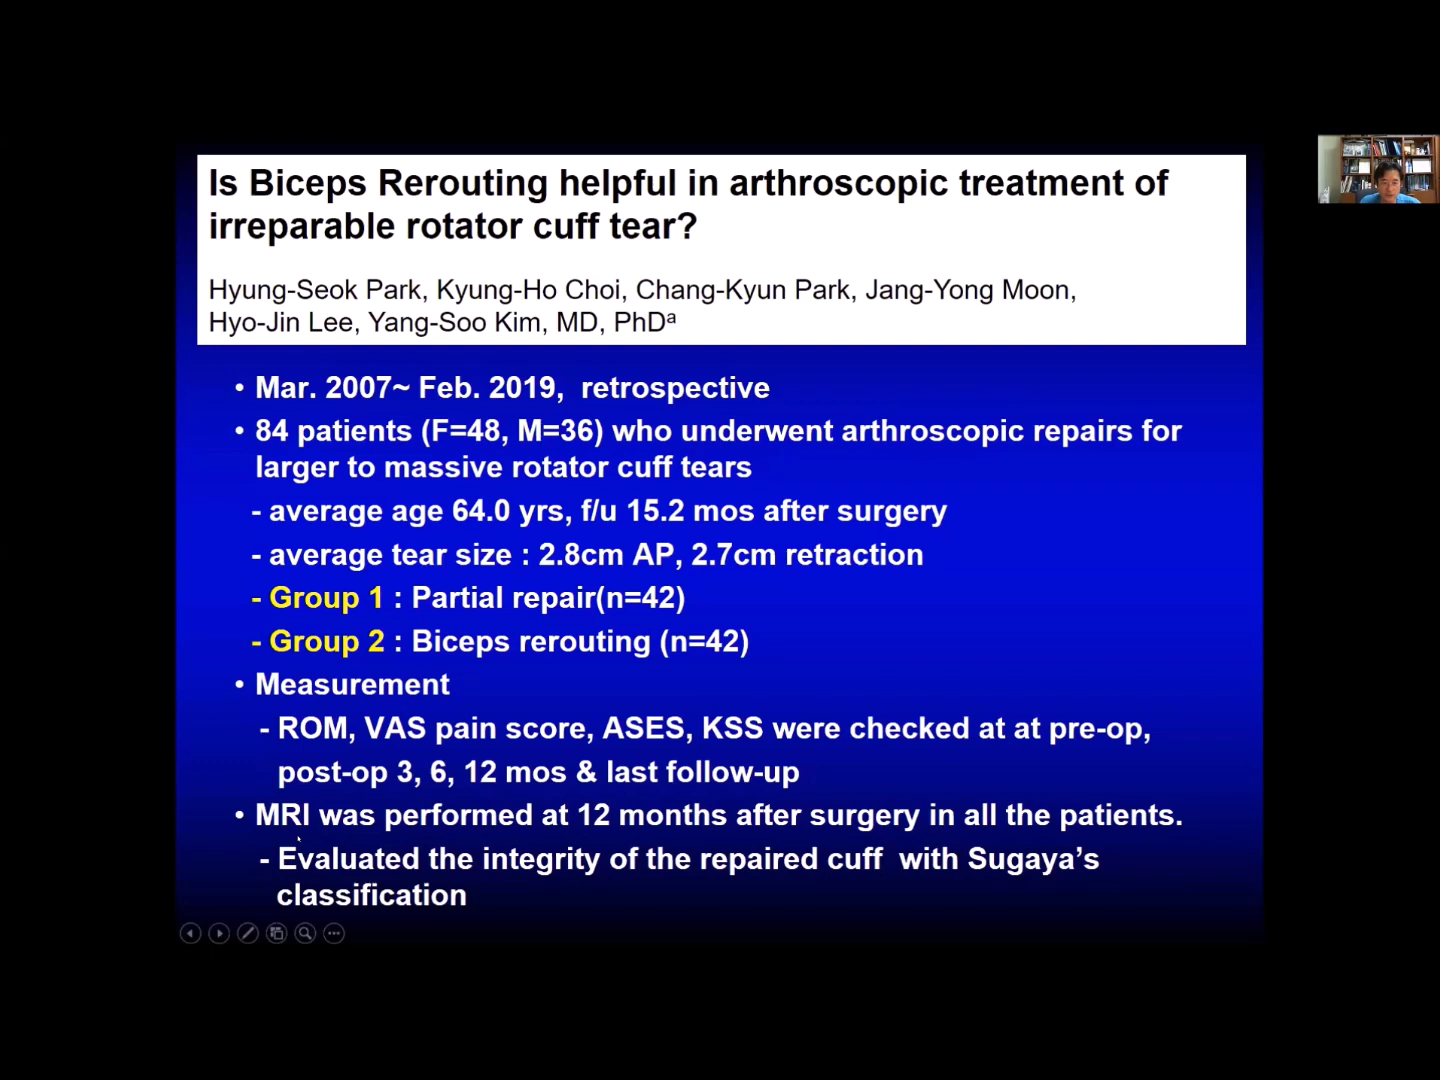 Is Biceps Rerouting helpful in arthroscopic treatment of
irreparable rotator cuff tear?
Hyung-Seok Park, Kyung-Ho Choi, Chang-Kyun Park, Jang-Yong Moon,
Hyo-Jin Lee, Yang-Soo Kim, MD, PhDᵃ
• Mar. 2007~ Feb. 2019, retrospective
• 84 patients (F=48, M=36) who underwent arthroscopic repairs for
larger to massive rotator cuff tears
- average age 64.0 yrs, f/u 15.2 mos after surgery
- average tear size : 2.8cm AP, 2.7cm retraction
- Group 1 : Partial repair(n=42)
- Group 2 : Biceps rerouting (n=42)
• Measurement
- ROM, VAS pain score, ASES, KSS were checked at at pre-op,
post-op 3, 6, 12 mos & last follow-up
• MRI was performed at 12 months after surgery in all the patients.
- Evaluated the integrity of the repaired cuff with Sugaya’s
classification